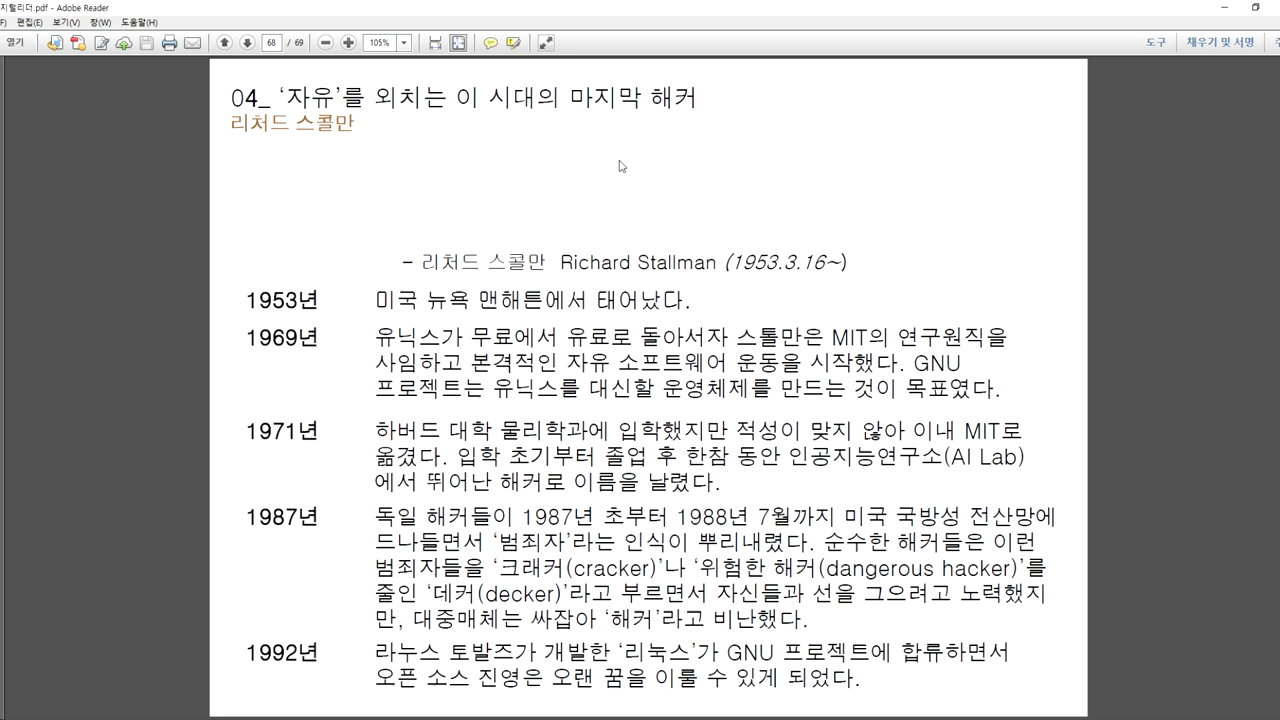 지털리더.pdf - Adobe Reader
F) 편집(E) 보기(V) 창(W) 도움말(H)
열기 68 / 69 105% 도구 채우기 및 서명
04_ ‘자유’를 외치는 이 시대의 마지막 해커
리처드 스콜만
- 리처드 스콜만 Richard Stallman (1953.3.16~)
1953년 미국 뉴욕 맨해튼에서 태어났다.
1969년 유닉스가 무료에서 유료로 돌아서자 스톨만은 MIT의 연구원직을
사임하고 본격적인 자유 소프트웨어 운동을 시작했다. GNU
프로젝트는 유닉스를 대신할 운영체제를 만드는 것이 목표였다.
1971년 하버드 대학 물리학과에 입학했지만 적성이 맞지 않아 이내 MIT로
옮겼다. 입학 초기부터 졸업 후 한참 동안 인공지능연구소(AI Lab)
에서 뛰어난 해커로 이름을 날렸다.
1987년 독일 해커들이 1987년 초부터 1988년 7월까지 미국 국방성 전산망에
드나들면서 ‘범죄자’라는 인식이 뿌리내렸다. 순수한 해커들은 이런
범죄자들을 ‘크래커(cracker)’나 ‘위험한 해커(dangerous hacker)’를
줄인 ‘데커(decker)’라고 부르면서 자신들과 선을 그으려고 노력했지
만, 대중매체는 싸잡아 ‘해커’라고 비난했다.
1992년 라누스 토발즈가 개발한 ‘리눅스’가 GNU 프로젝트에 합류하면서
오픈 소스 진영은 오랜 꿈을 이룰 수 있게 되었다.